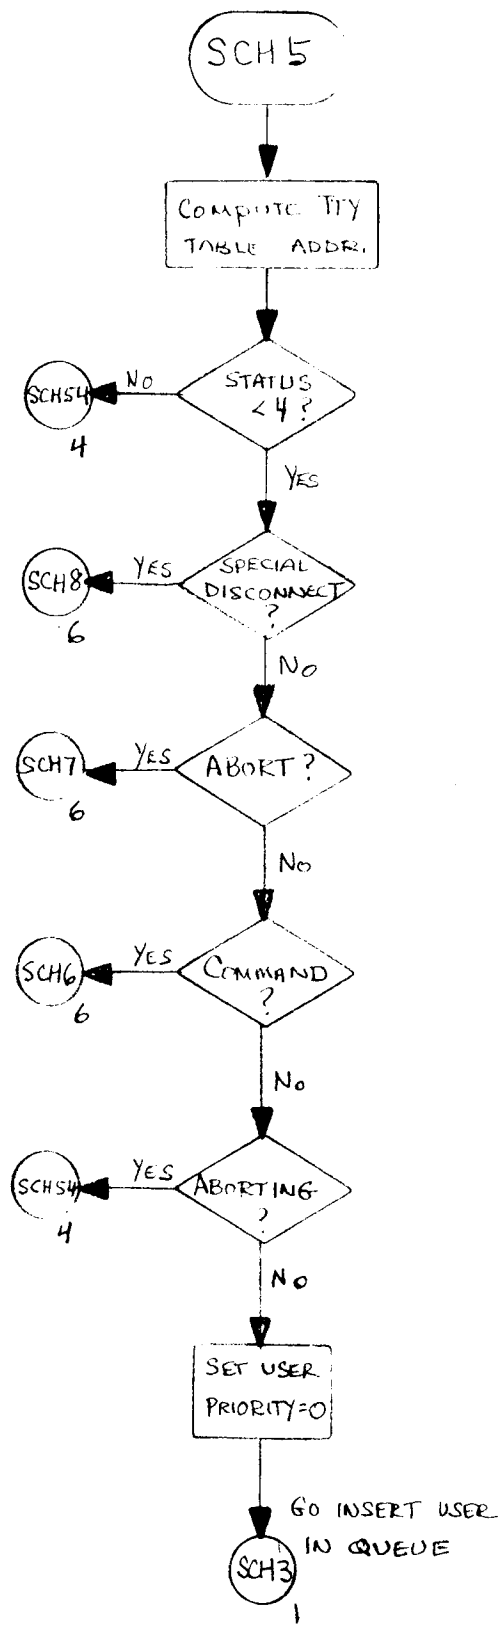 SCH5
COMPUTE TTY
TABLE ADDR.
STATUS
<4?
NO
SCH54
4
YES
SPECIAL
DISCONNECT
?
YES
SCH8
6
NO
ABORT?
YES
SCH7
6
NO
COMMAND
?
YES
SCH6
6
NO
ABORTING
?
YES
SCH54
4
NO
SET USER
PRIORITY=0
GO INSERT USER
IN QUEUE
SCH3
1